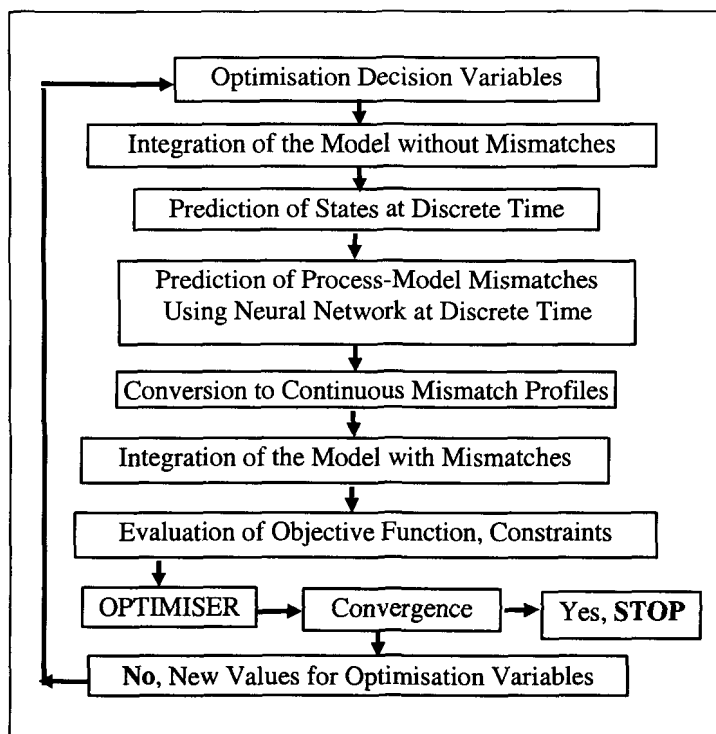 Optimisation Decision Variables
Integration of the Model without Mismatches
Prediction of States at Discrete Time
Prediction of Process-Model Mismatches
Using Neural Network at Discrete Time
Conversion to Continuous Mismatch Profiles
Integration of the Model with Mismatches
Evaluation of Objective Function, Constraints
OPTIMISER
Convergence
Yes, STOP
No, New Values for Optimisation Variables